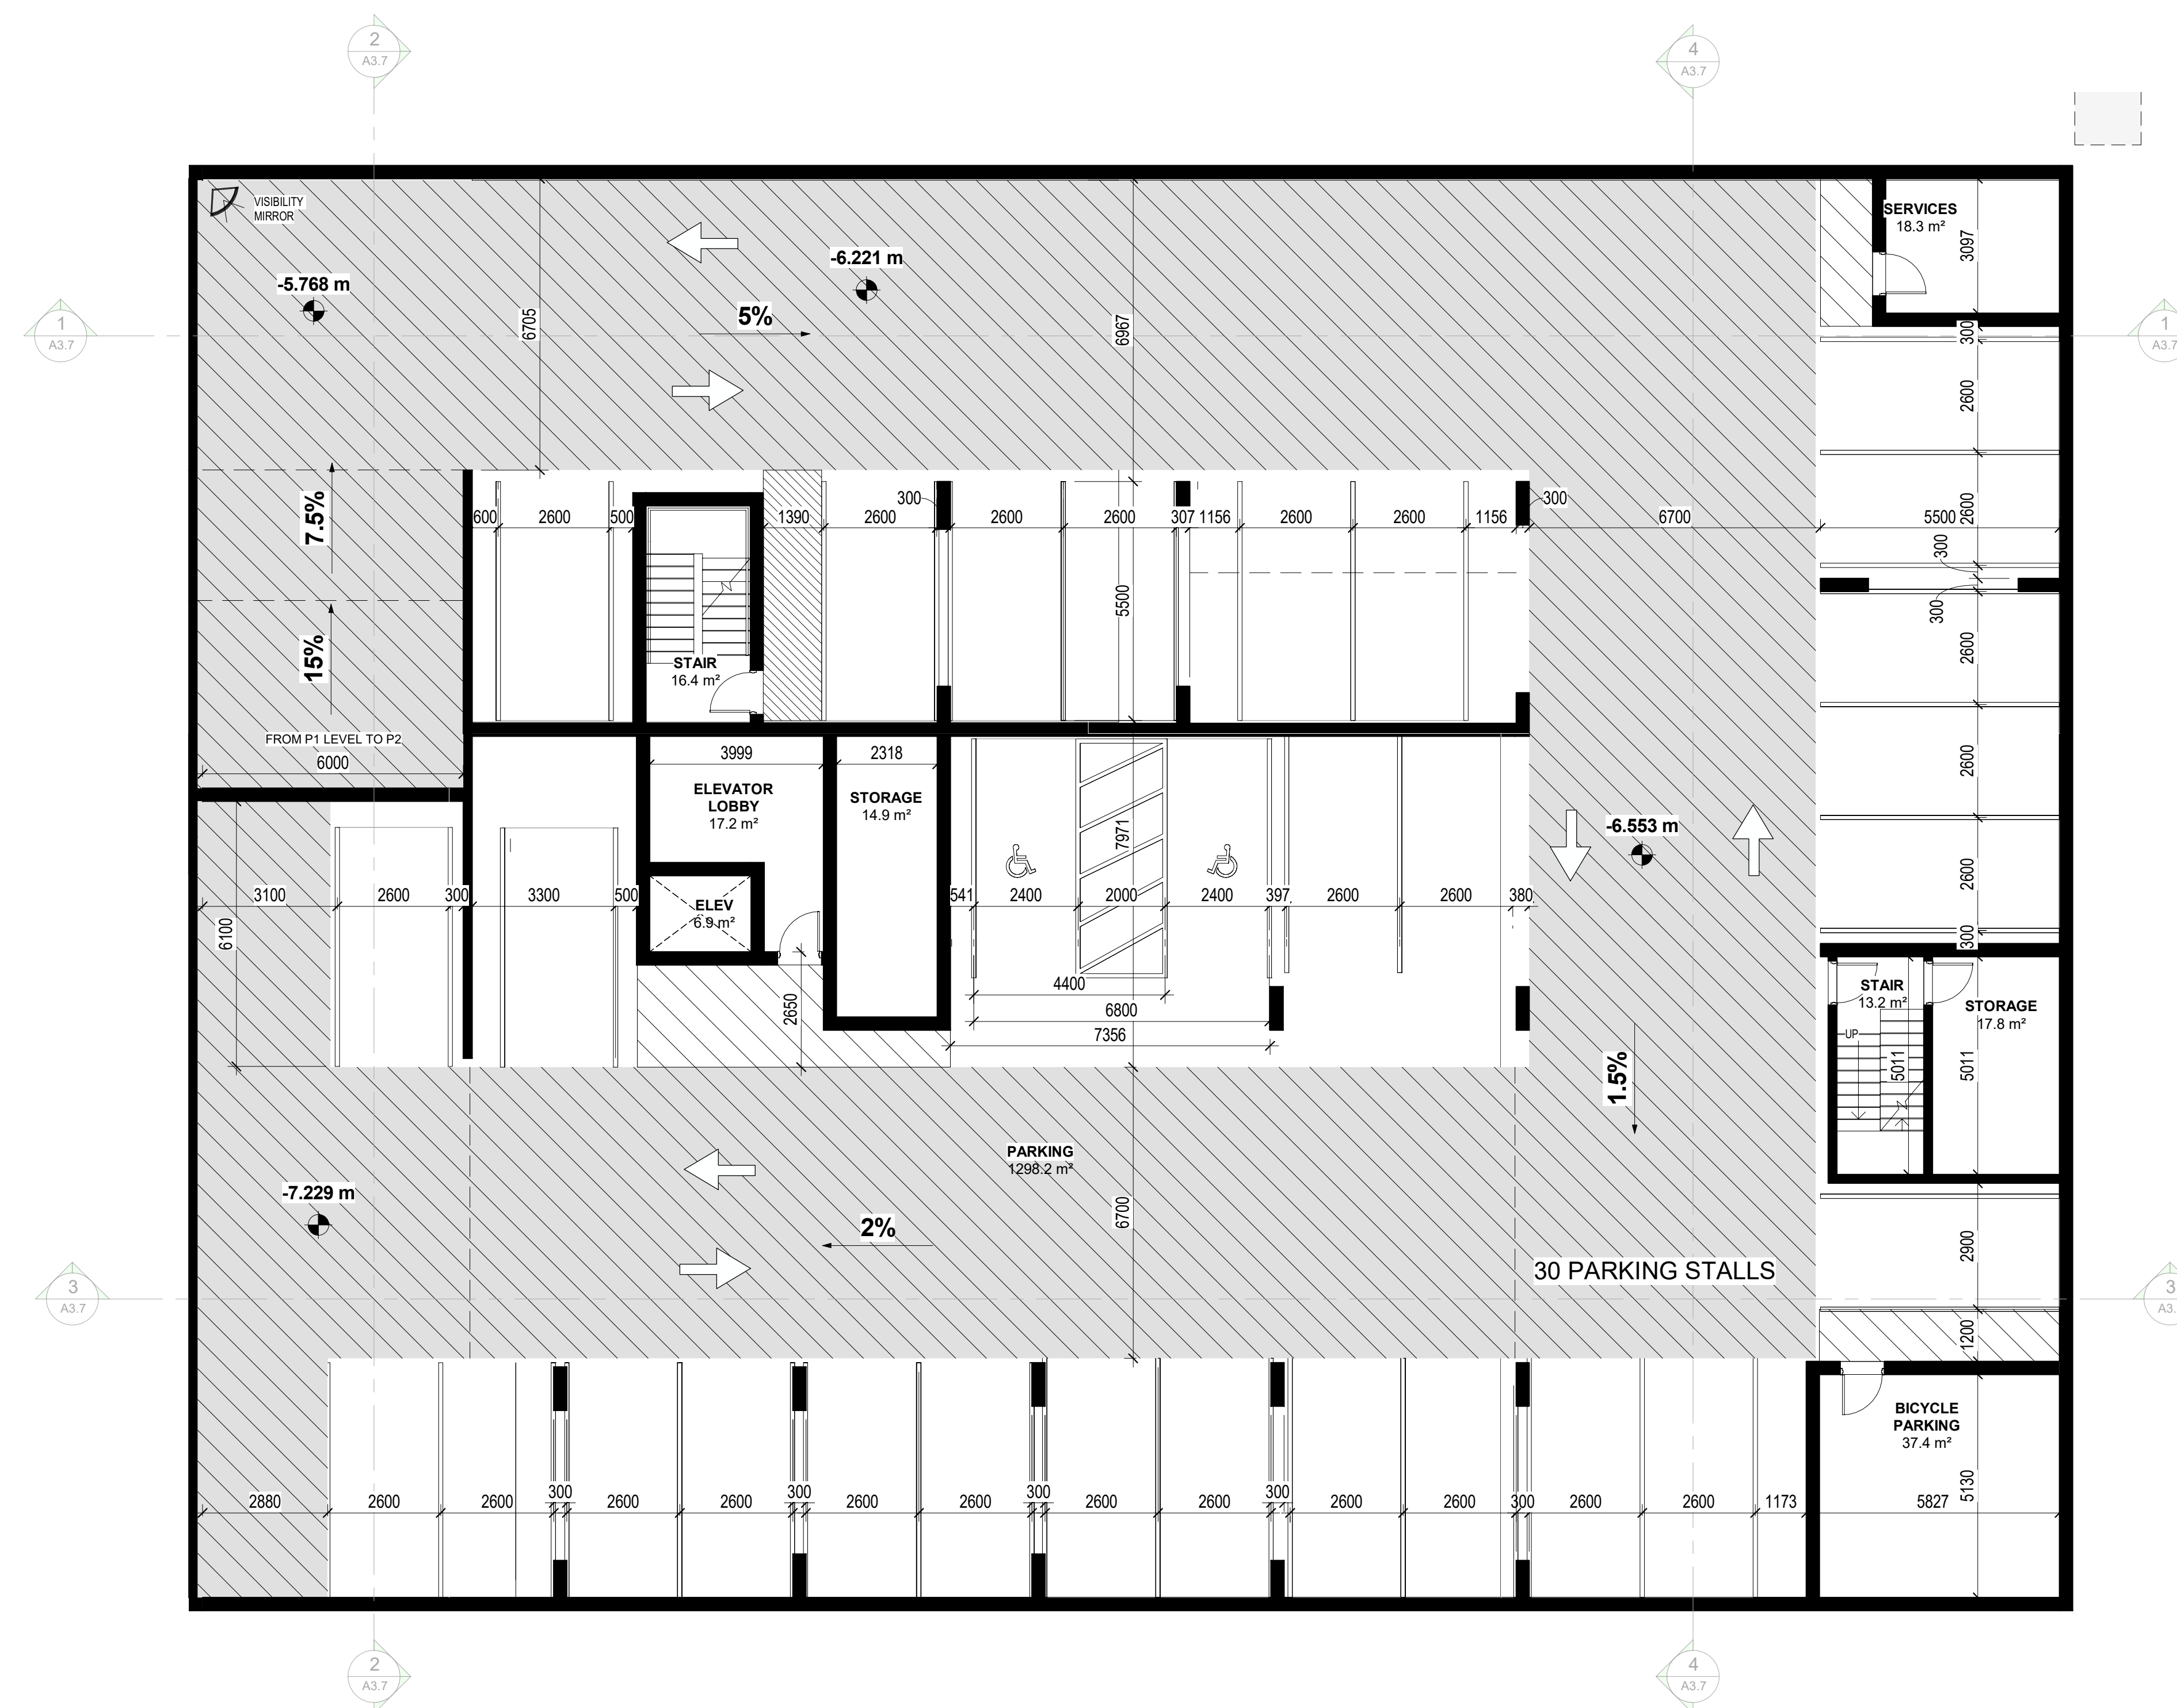 2
A3.7
4
A3.7
VISIBILITY
MIRROR
SERVICES
18.3 m²
3097
-6.221 m
-5.768 m
1
A3.7
5%
6705
6967
300
1
A3.7
2600
7.5%
600
2600
500
1390
2600
300
2600
2600
307
1156
2600
2600
1156
300
6700
5500
2600
300
300
5500
15%
STAIR
16.4 m²
2600
FROM P1 LEVEL TO P2
6000
3999
2318
2600
ELEVATOR
LOBBY
17.2 m²
STORAGE
14.9 m²
7971
-6.553 m
3100
2600
300
3300
500
ELEV
6.9 m²
541
2400
2000
2400
397
2600
2600
380
2600
6100
300
2650
4400
6800
7356
STAIR
13.2 m²
STORAGE
17.8 m²
UP
5011
5011
1.5%
PARKING
1298.2 m²
-7.229 m
6700
2%
2900
30 PARKING STALLS
3
A3.7
3
A3.
1200
BICYCLE
PARKING
37.4 m²
5130
2880
2600
2600
300
2600
2600
300
2600
2600
300
2600
2600
300
2600
2600
300
2600
2600
1173
5827
2
A3.7
4
A3.7